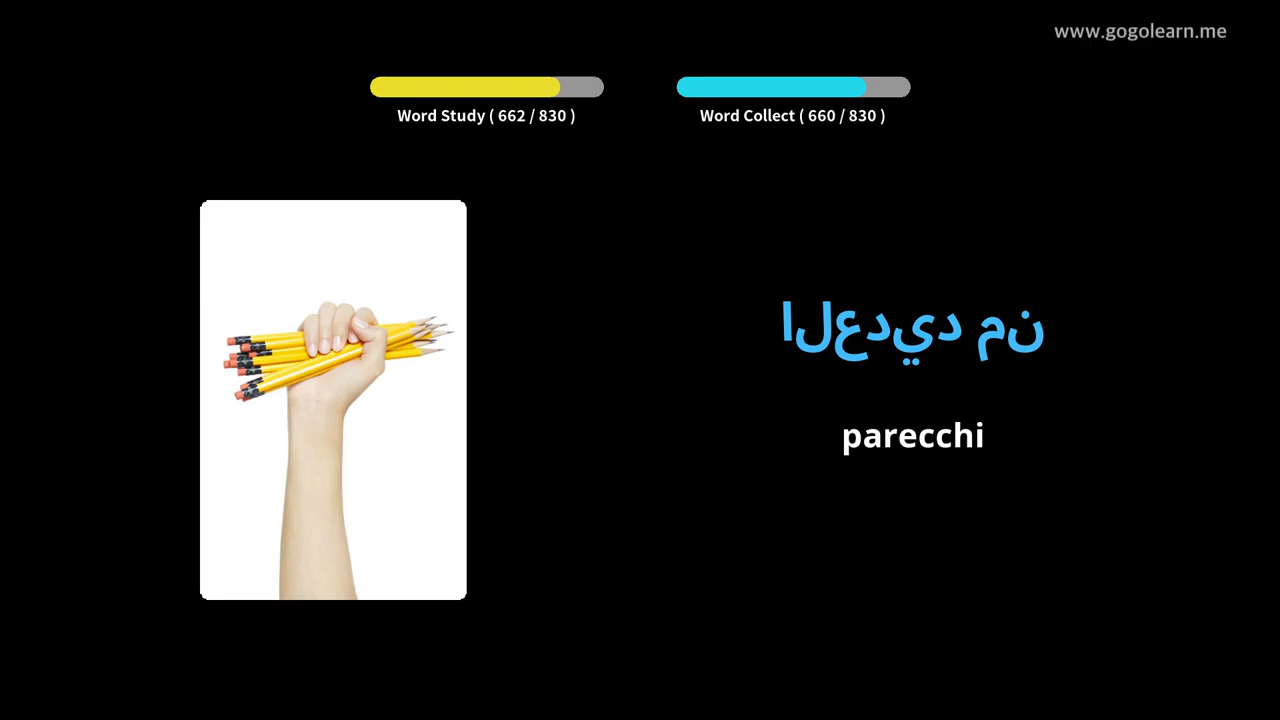 www.gogolearn.me
Word Study ( 662 / 830 )
Word Collect ( 660 / 830 )
العديد من
parecchi